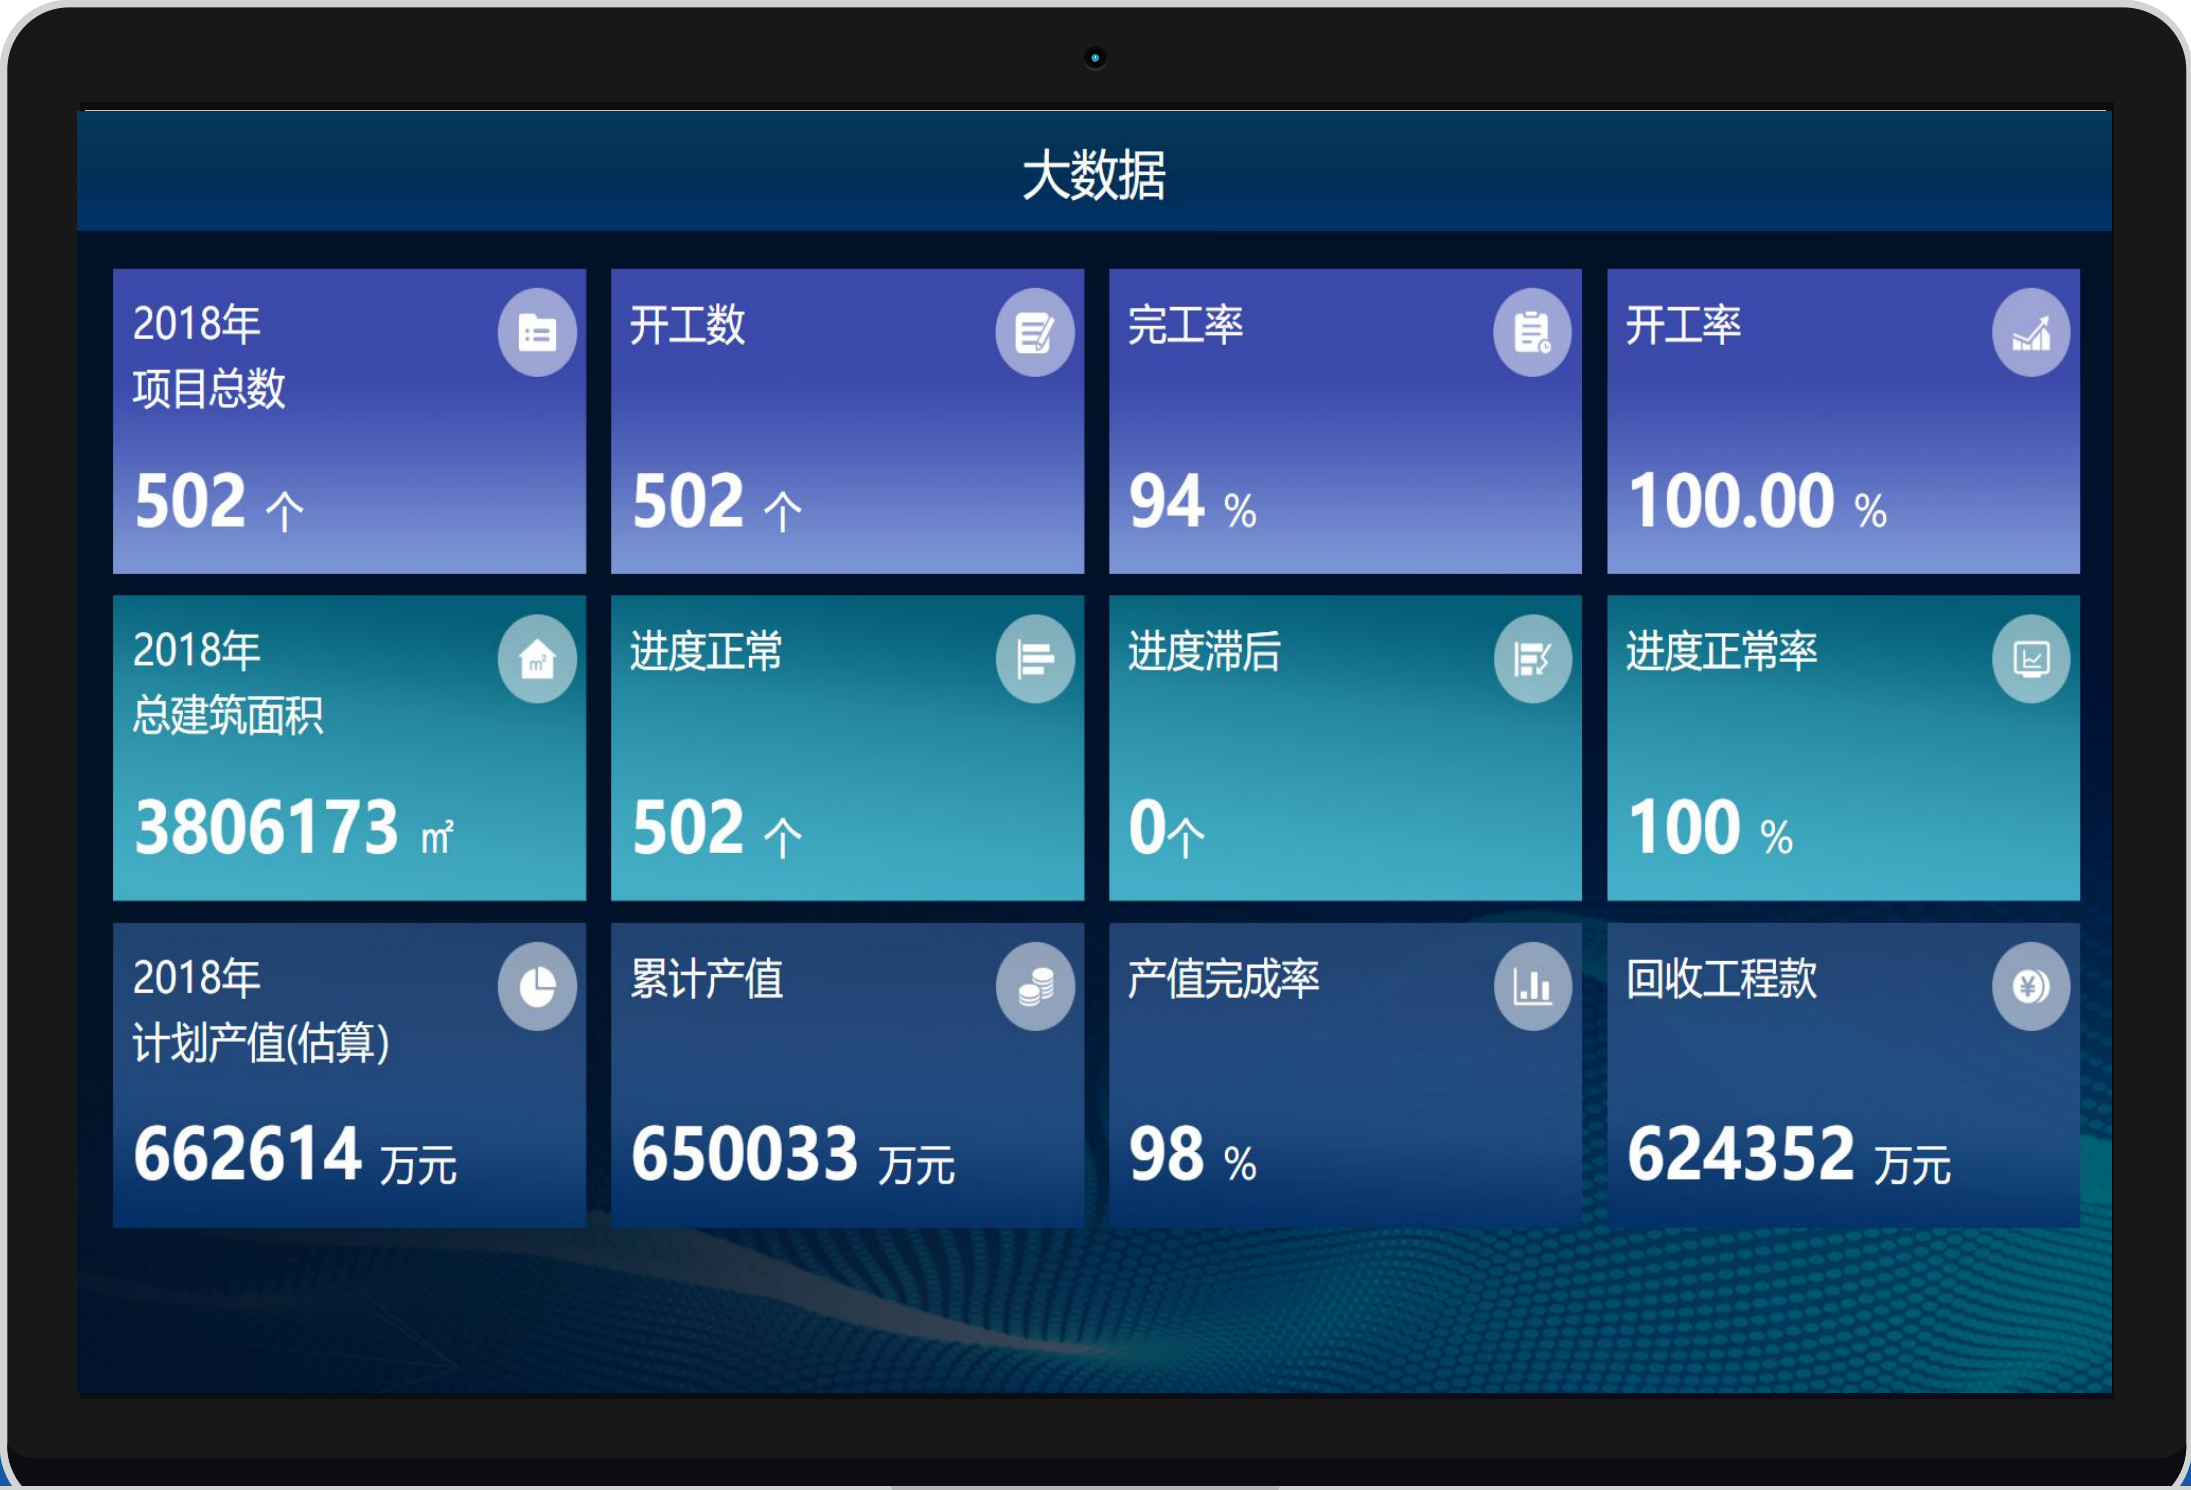 大数据
2018年
项目总数
502 个
开工数
502 个
完工率
94 %
开工率
100.00 %
2018年
总建筑面积
3806173 ㎡
进度正常
502 个
进度滞后
0个
进度正常率
100 %
2018年
计划产值(估算)
662614 万元
累计产值
650033 万元
产值完成率
98 %
回收工程款
624352 万元